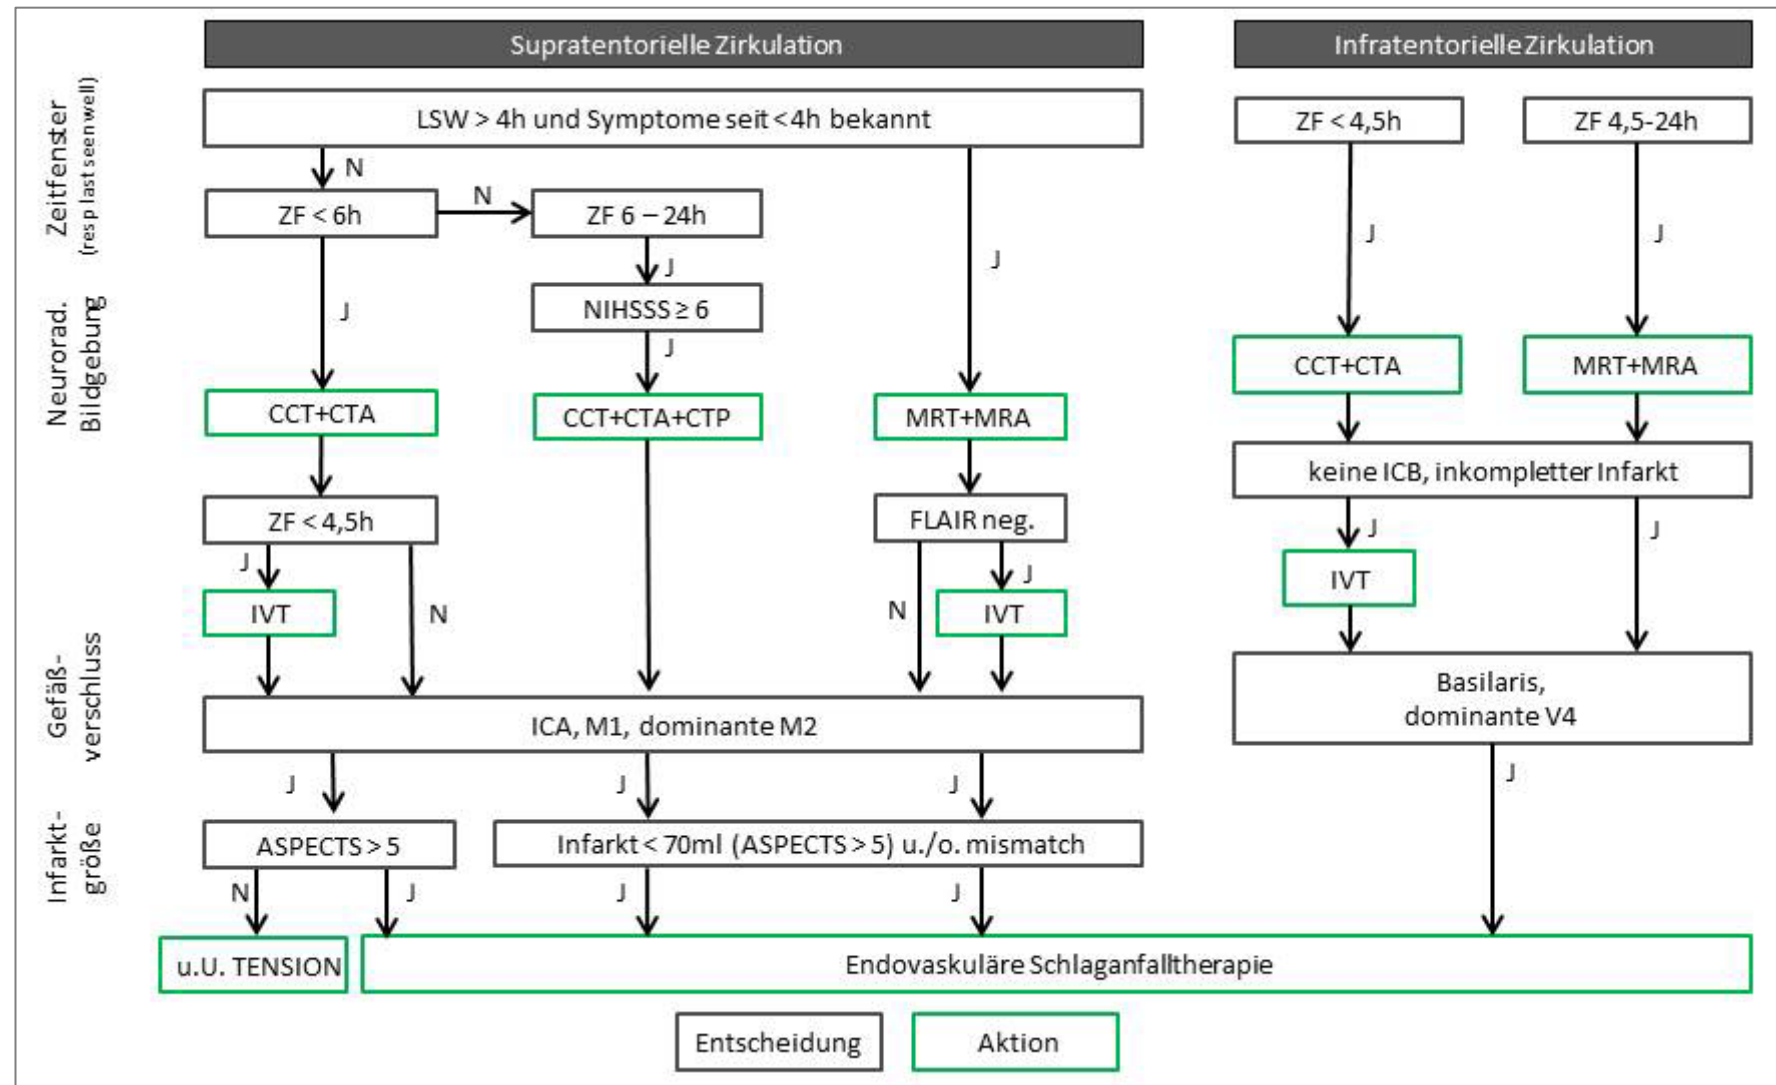 Supratentorielle Zirkulation
Infratentorielle Zirkulation
Zeitfenster
(resp last seen well)
LSW > 4h und Symptome seit < 4h bekannt
ZF < 4,5h
ZF 4,5-24h
N
J
ZF < 6h
N
ZF 6 – 24h
J
J
J
J
NIHSSS ≥ 6
J
Neurorad.
Bildgebung
CCT+CTA
MRT+MRA
CCT+CTA
CCT+CTA+CTP
MRT+MRA
keine ICB, inkompletter Infarkt
ZF < 4,5h
FLAIR neg.
J
J
J
N
N
J
IVT
IVT
IVT
Gefäß-
verschluss
ICA, M1, dominante M2
Basilaris,
dominante V4
J
J
J
J
Infarkt-
größe
ASPECTS > 5
Infarkt < 70ml (ASPECTS > 5) u./o. mismatch
N
J
J
J
u.U. TENSION
Endovaskuläre Schlaganfalltherapie
Entscheidung
Aktion